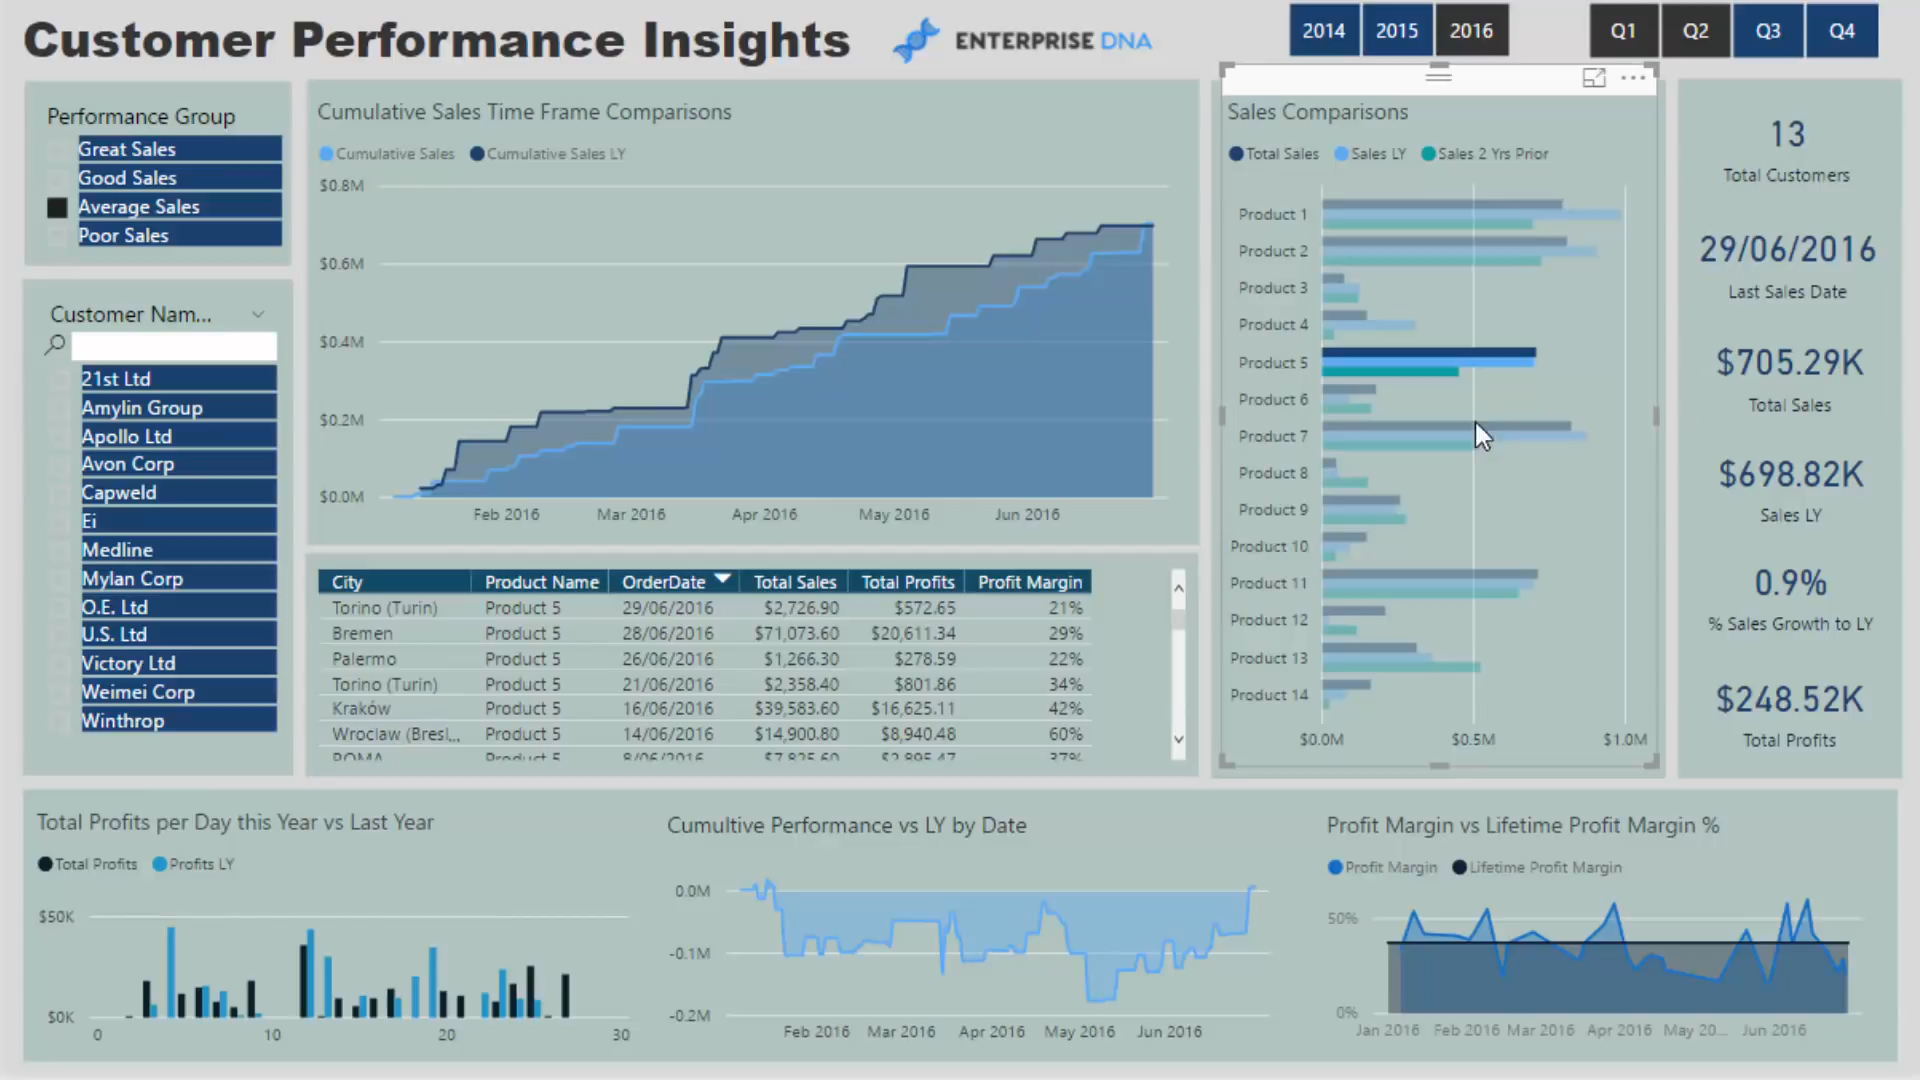 Customer Performance Insights
ENTERPRISE DNA
2014 2015 2016
Q1 Q2 Q3 Q4
Performance Group
Great Sales
Good Sales
Average Sales
Poor Sales
Customer Nam...
21st Ltd
Amylin Group
Apollo Ltd
Avon Corp
Capweld
Ei
Medline
Mylan Corp
O.E. Ltd
U.S. Ltd
Victory Ltd
Weimei Corp
Winthrop
Cumulative Sales Time Frame Comparisons
Cumulative Sales Cumulative Sales LY
$0.8M
$0.6M
$0.4M
$0.2M
$0.0M
Feb 2016 Mar 2016 Apr 2016 May 2016 Jun 2016
City Product Name OrderDate Total Sales Total Profits Profit Margin
Torino (Turin) Product 5 29/06/2016 $2,726.90 $572.65 21%
Bremen Product 5 28/06/2016 $71,073.60 $20,611.34 29%
Palermo Product 5 26/06/2016 $1,266.30 $278.59 22%
Torino (Turin) Product 5 21/06/2016 $2,358.40 $801.86 34%
Kraków Product 5 16/06/2016 $39,583.60 $16,625.11 42%
Wroclaw (Bresl... Product 5 14/06/2016 $14,900.80 $8,940.48 60%
ROMA Product 5 8/06/2016 $7,825.60 $2,895.47 37%
Sales Comparisons
Total Sales Sales LY Sales 2 Yrs Prior
Product 1
Product 2
Product 3
Product 4
Product 5
Product 6
Product 7
Product 8
Product 9
Product 10
Product 11
Product 12
Product 13
Product 14
$0.0M $0.5M $1.0M
13
Total Customers
29/06/2016
Last Sales Date
$705.29K
Total Sales
$698.82K
Sales LY
0.9%
% Sales Growth to LY
$248.52K
Total Profits
Total Profits per Day this Year vs Last Year
Total Profits Profits LY
$50K
$0K
0 10 20 30
Cumultive Performance vs LY by Date
0.0M
-0.1M
-0.2M
Feb 2016 Mar 2016 Apr 2016 May 2016 Jun 2016
Profit Margin vs Lifetime Profit Margin %
Profit Margin Lifetime Profit Margin
50%
0%
Jan 2016 Feb 2016 Mar 2016 Apr 2016 May 20... Jun 2016